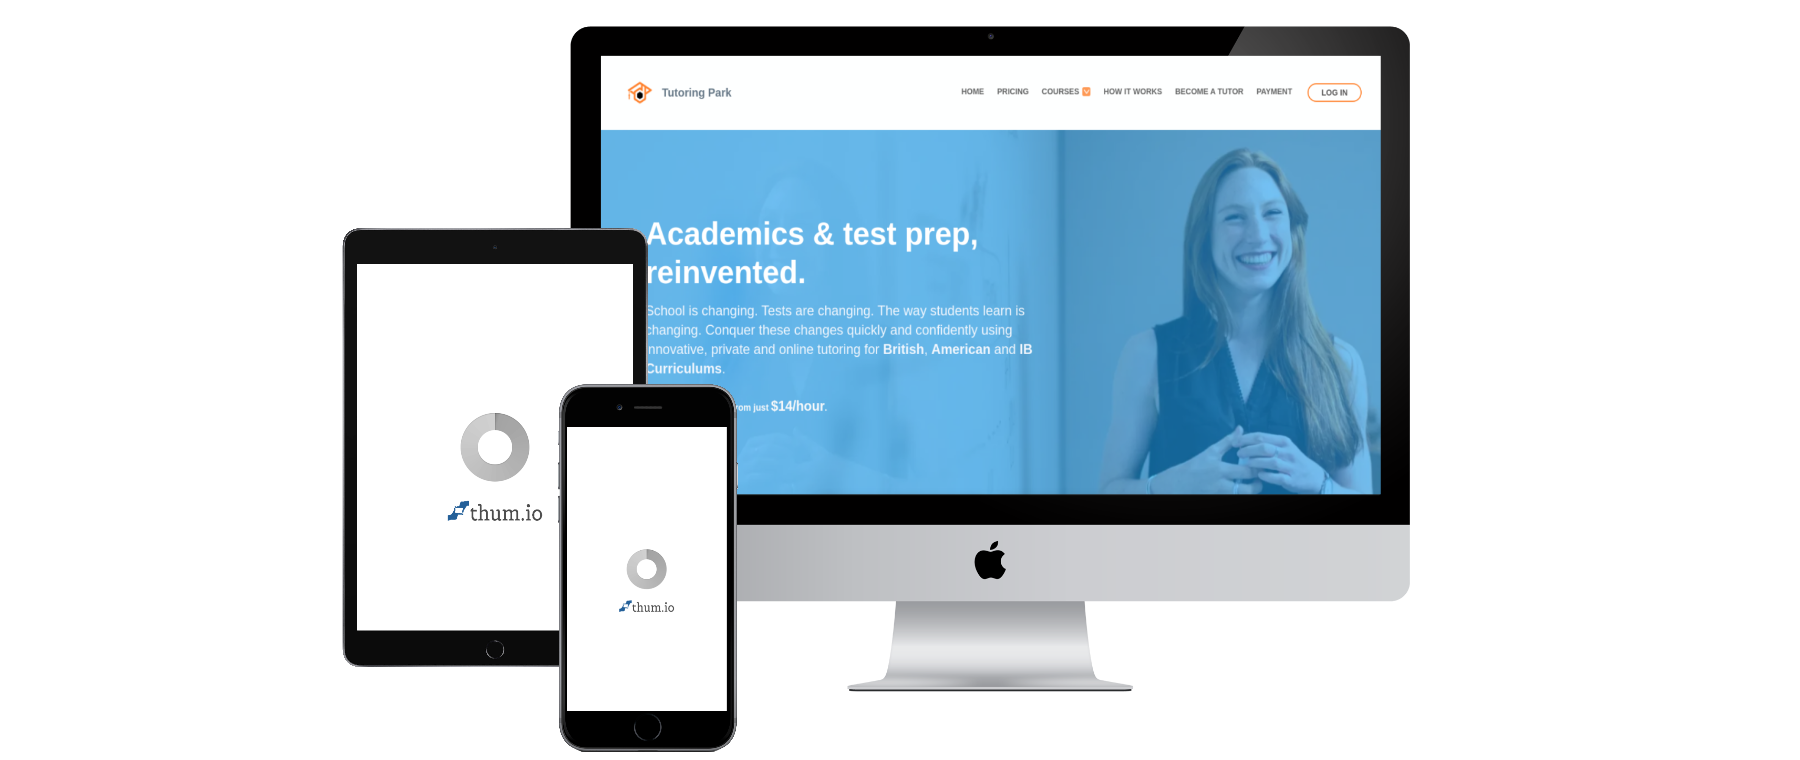 Tutoring Park
HOME PRICING COURSES HOW IT WORKS BECOME A TUTOR PAYMENT LOG IN
Academics & test prep,
reinvented.
School is changing. Tests are changing. The way students learn is
changing. Conquer these changes quickly and confidently using
innovative, private and online tutoring for British, American and IB
Curriculums.
just $14/hour.
thum.io
thum.io